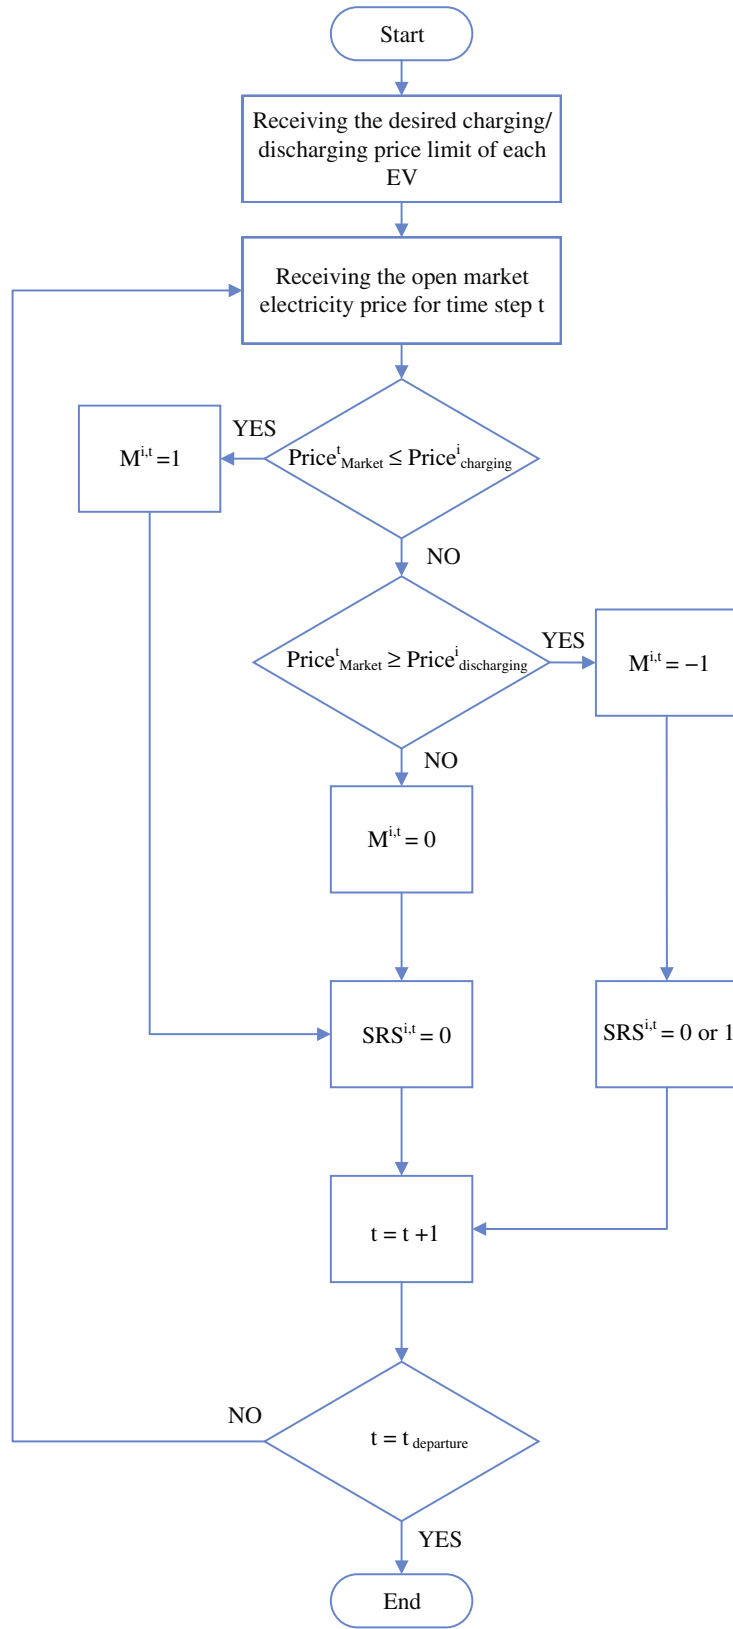 Start
Receiving the desired charging/
discharging price limit of each
EV
Receiving the open market
electricity price for time step t
YES
M^{i,t} = 1
Price^t_Market ≤ Price^i_charging
NO
Price^t_Market ≥ Price^i_discharging
YES
M^{i,t} = −1
NO
M^{i,t} = 0
SRS^{i,t} = 0
SRS^{i,t} = 0 or 1
t = t +1
NO
t = t_departure
YES
End